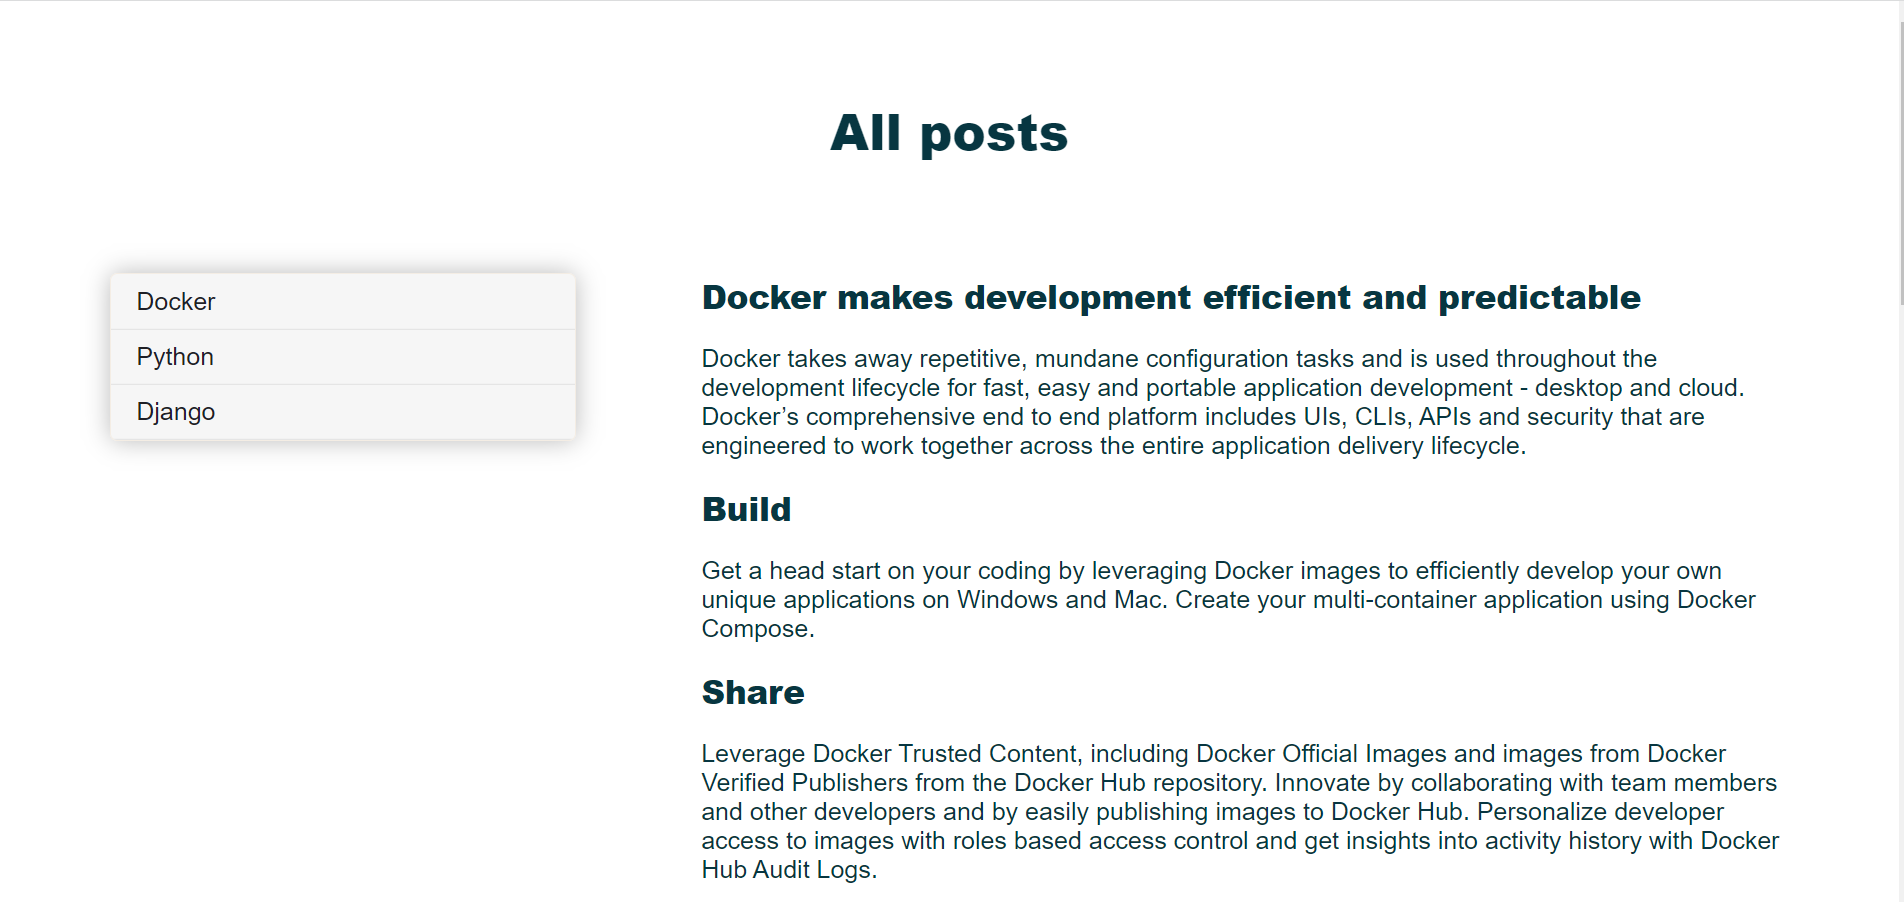 All posts
Docker
Python
Django
Docker makes development efficient and predictable
Docker takes away repetitive, mundane configuration tasks and is used throughout the
development lifecycle for fast, easy and portable application development - desktop and cloud.
Docker’s comprehensive end to end platform includes UIs, CLIs, APIs and security that are
engineered to work together across the entire application delivery lifecycle.
Build
Get a head start on your coding by leveraging Docker images to efficiently develop your own
unique applications on Windows and Mac. Create your multi-container application using Docker
Compose.
Share
Leverage Docker Trusted Content, including Docker Official Images and images from Docker
Verified Publishers from the Docker Hub repository. Innovate by collaborating with team members
and other developers and by easily publishing images to Docker Hub. Personalize developer
access to images with roles based access control and get insights into activity history with Docker
Hub Audit Logs.